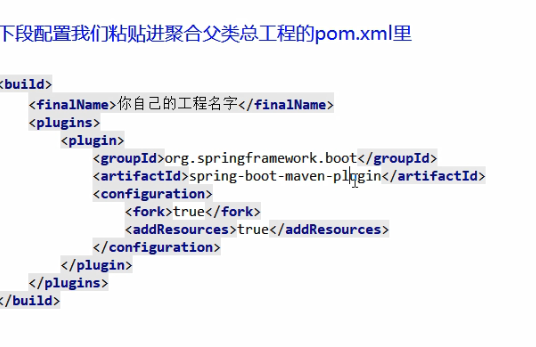 下段配置我们粘贴进聚合父类总工程的pom.xml里
<build>
<finalName>你自己的工程名字</finalName>
<plugins>
<plugin>
<groupId>org.springframework.boot</groupId>
<artifactId>spring-boot-maven-plugin</artifactId>
<configuration>
<fork>true</fork>
<addResources>true</addResources>
</configuration>
</plugin>
</plugins>
</build>